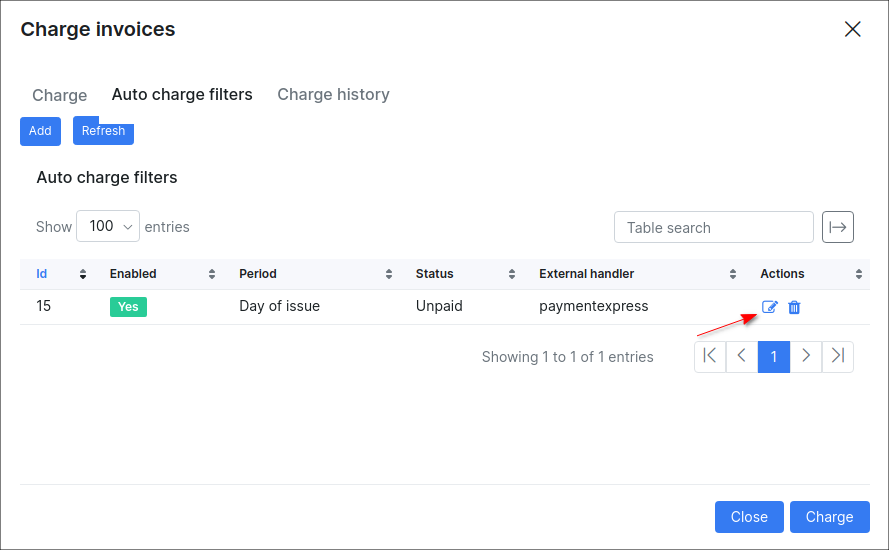 Charge invoices
Charge Auto charge filters Charge history
Add Refresh
Auto charge filters
Show 100 entries Table search
Id Enabled Period Status External handler Actions
15 Yes Day of issue Unpaid paymentexpress
Showing 1 to 1 of 1 entries 1
Close Charge